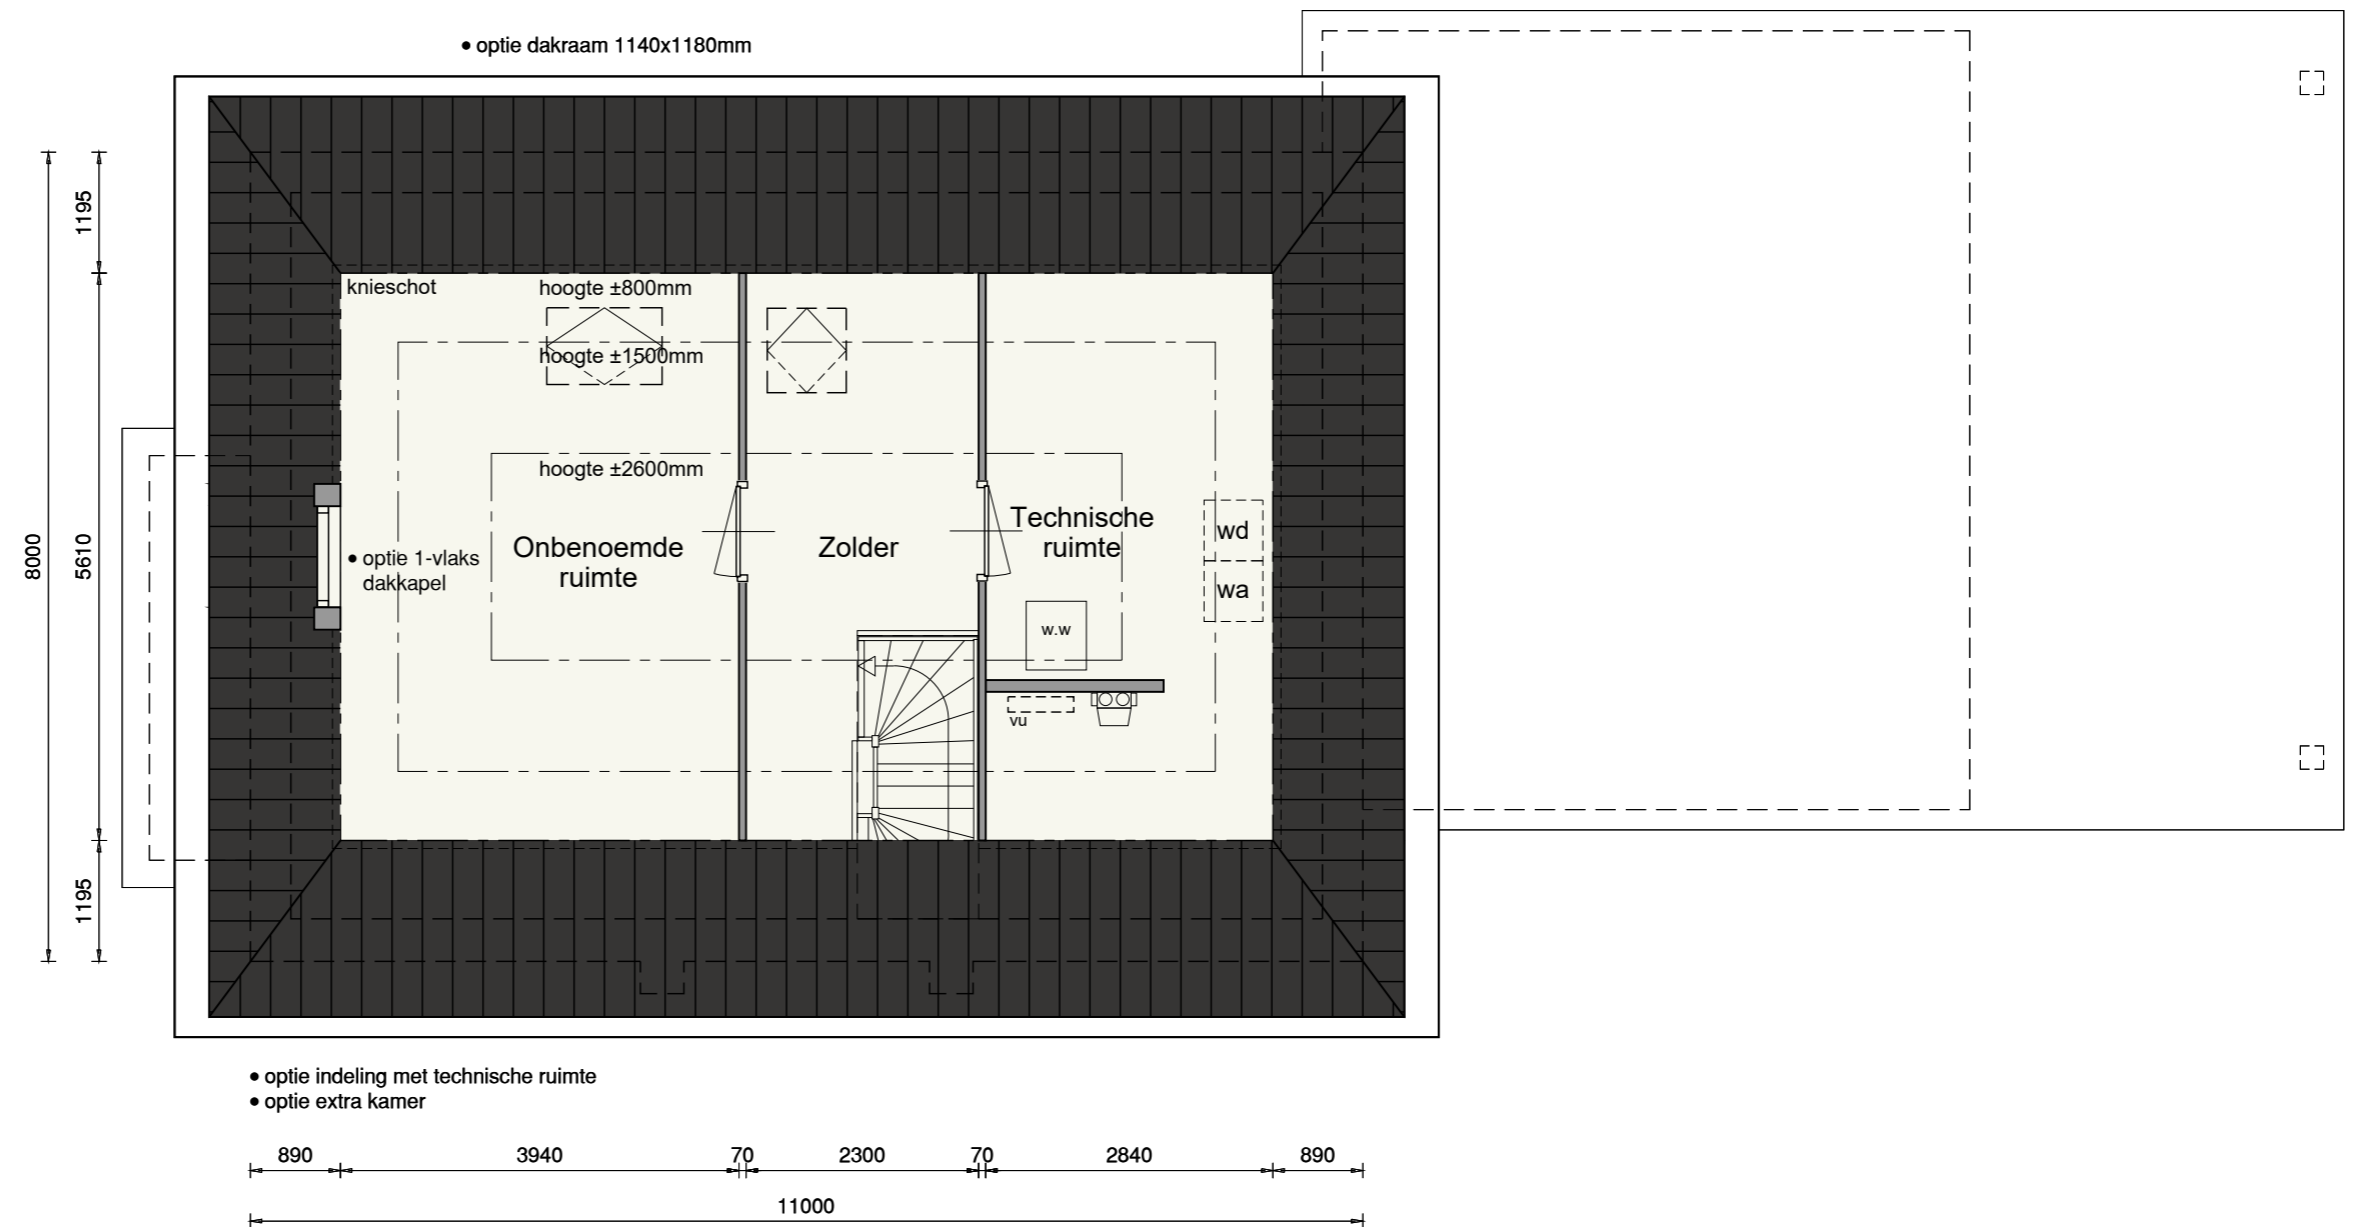 • optie dakraam 1140x1180mm
1195
8000
5610
1195
knieschot
hoogte ±800mm
hoogte ±1500mm
hoogte ±2600mm
• optie 1-vlaks
dakkapel
Onbenoemde
ruimte
Zolder
Technische
ruimte
wd
wa
w.w
vu
• optie indeling met technische ruimte
• optie extra kamer
890 3940 70 2300 70 2840 890
11000